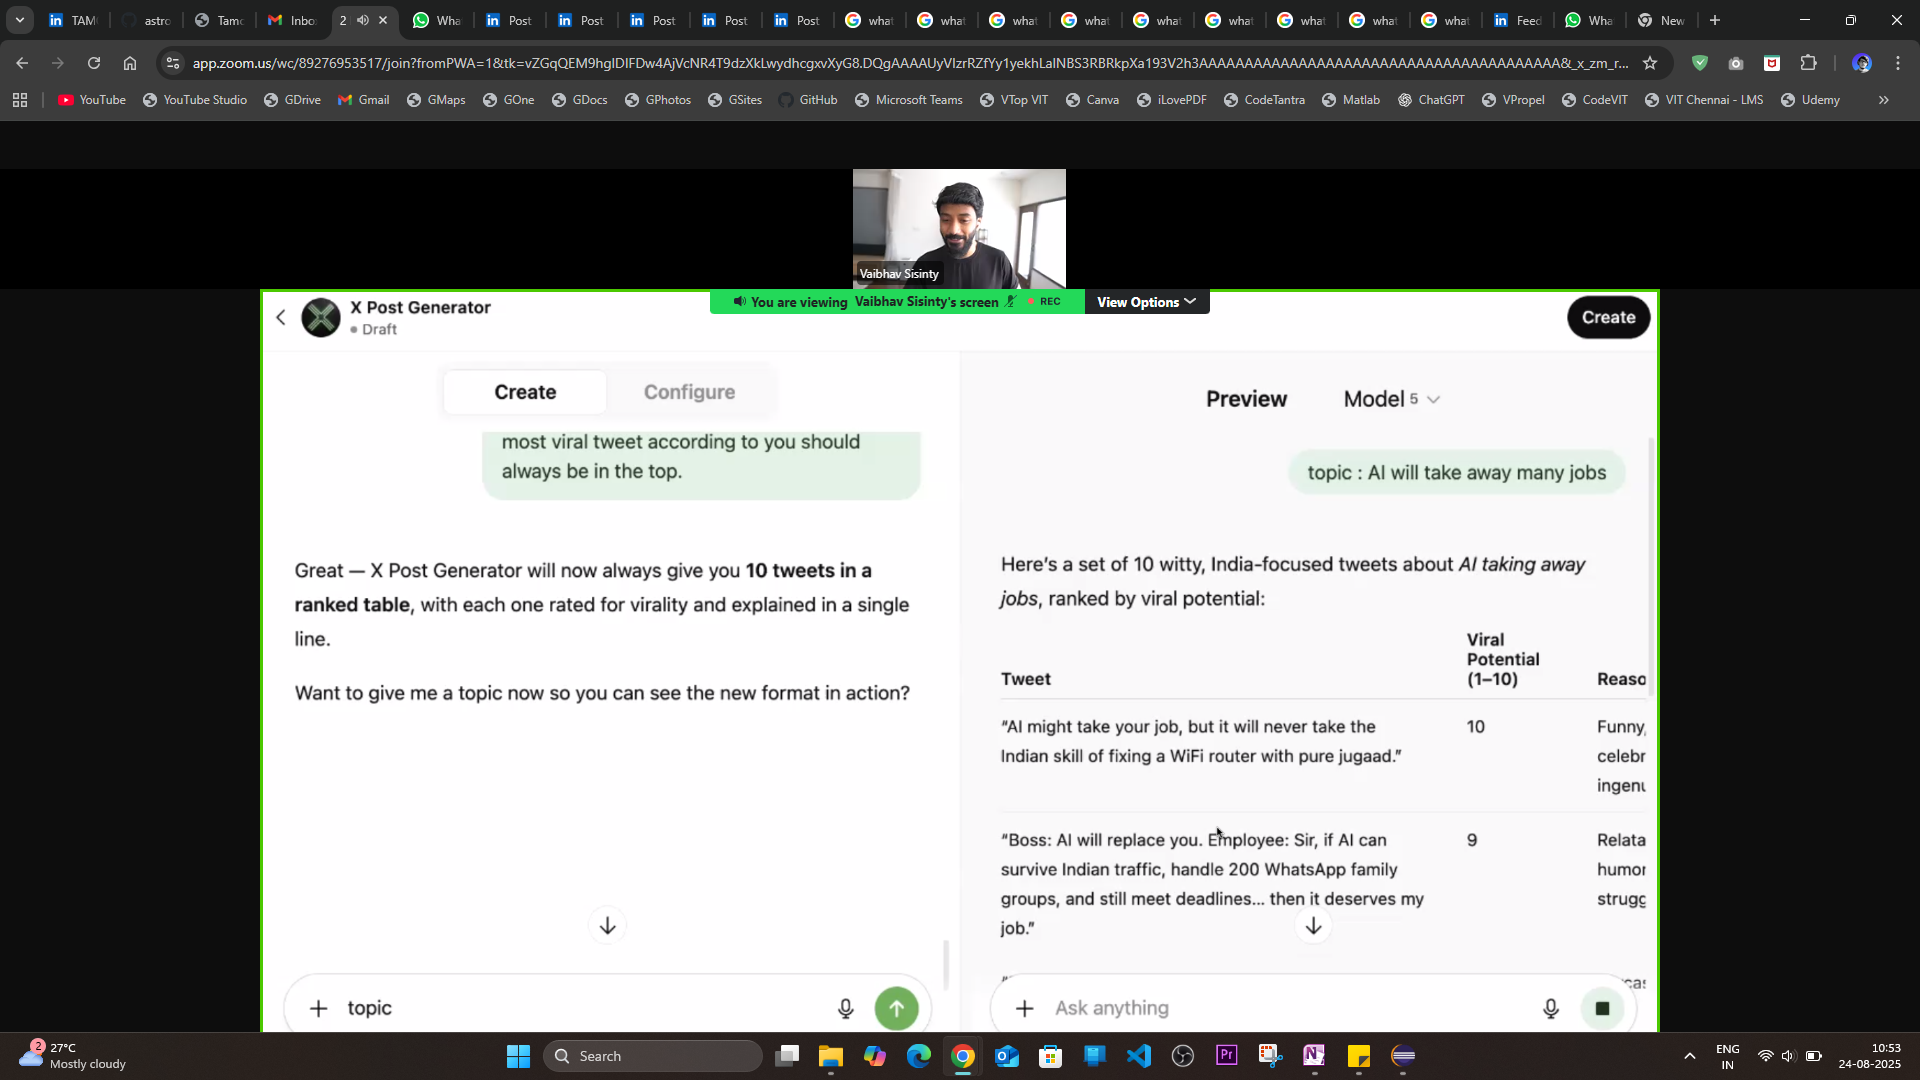 TAM
astro
Tamc
Inbo
2
Wha
Post
Post
Post
Post
Post
what
what
what
what
what
what
what
what
what
Feed
Wha
New
app.zoom.us/wc/89276953517/join?fromPWA=1&tk=vZGqQEM9hgIDIFDw4AjVcNR4T9dzXkLwydhcgxvXyG8.DQgAAAAUyVIzrRZfYy1yekhLaINBS3RBRkpXa193V2h3AAAAAAAAAAAAAAAAAAAAAAAAAAAAAAAAAAAAAAAA&_x_zm_r...
YouTube
YouTube Studio
GDrive
Gmail
GMaps
GOne
GDocs
GPhotos
GSites
GitHub
Microsoft Teams
VTop VIT
Canva
iLovePDF
CodeTantra
Matlab
ChatGPT
VPropel
CodeVIT
VIT Chennai - LMS
Udemy
Vaibhav Sisinty
You are viewing Vaibhav Sisinty's screen
REC
View Options
X Post Generator
Draft
Create
Create
Configure
most viral tweet according to you should
always be in the top.
Great — X Post Generator will now always give you 10 tweets in a
ranked table, with each one rated for virality and explained in a single
line.
Want to give me a topic now so you can see the new format in action?
topic
Preview
Model 5
topic : AI will take away many jobs
Here's a set of 10 witty, India-focused tweets about AI taking away
jobs, ranked by viral potential:
Tweet
Viral
Potential
(1–10)
Reaso
“AI might take your job, but it will never take the
Indian skill of fixing a WiFi router with pure jugaad.”
10
Funny,
celebr
ingenu
“Boss: AI will replace you. Employee: Sir, if AI can
survive Indian traffic, handle 200 WhatsApp family
groups, and still meet deadlines... then it deserves my
job.”
9
Relata
humor
strugg
Ask anything
2
27°C
Mostly cloudy
Search
Pr
ENG
IN
10:53
24-08-2025